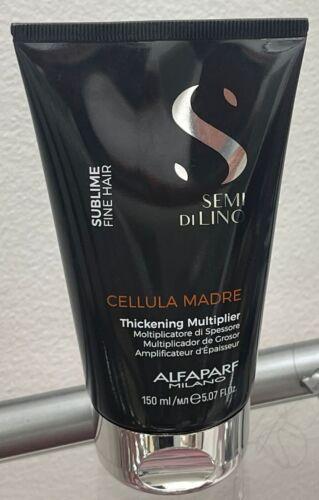 SUBLIME
FINE HAIR
SEMI
DI LINO
CELLULA MADRE
Thickening Multiplier
Moltiplicatore di Spessore
Multiplicador de Grosor
Amplificateur d'Épaisseur
ALFAPARF
MILANO
150 ml/мл℮5.07 Fl.Oz.